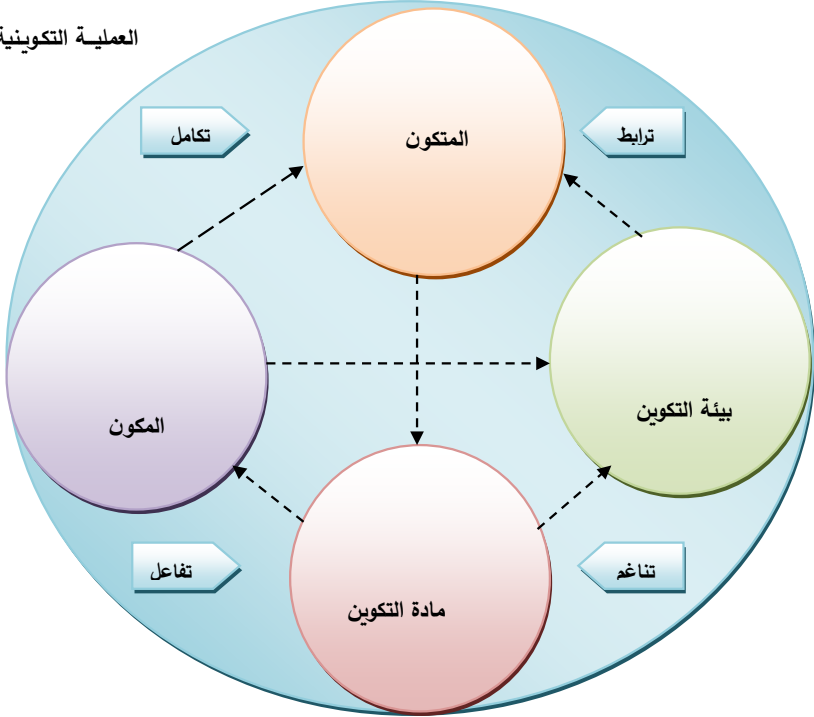 العمليـة التكوينية
المتكون
ترابط
تكامل
بيئة التكوين
المكون
تناغم
تفاعل
مادة التكوين